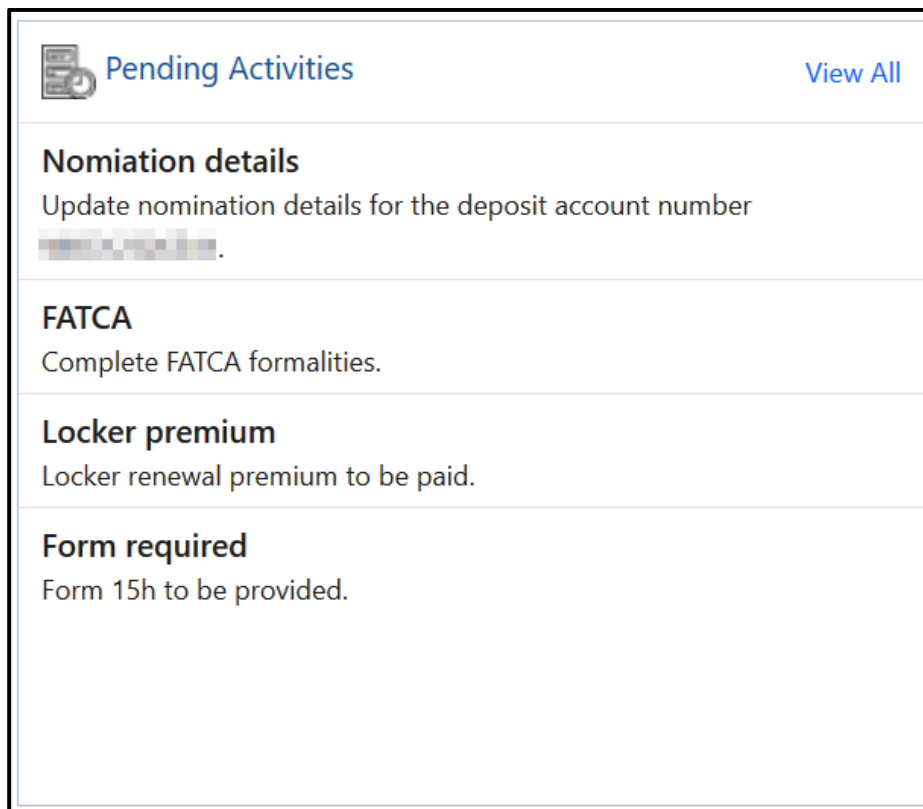 Pending Activities
View All
Nomiation details
Update nomination details for the deposit account number
.
FATCA
Complete FATCA formalities.
Locker premium
Locker renewal premium to be paid.
Form required
Form 15h to be provided.